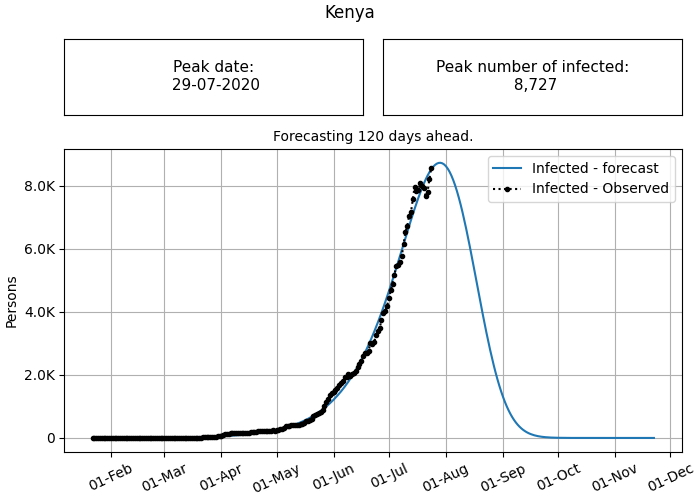 Kenya
Peak date:
29-07-2020
Peak number of infected:
8,727
Forecasting 120 days ahead.
Infected - forecast
Infected - Observed
8.0K
6.0K
4.0K
2.0K
0
Persons
01-Feb
01-Mar
01-Apr
01-May
01-Jun
01-Jul
01-Aug
01-Sep
01-Oct
01-Nov
01-Dec